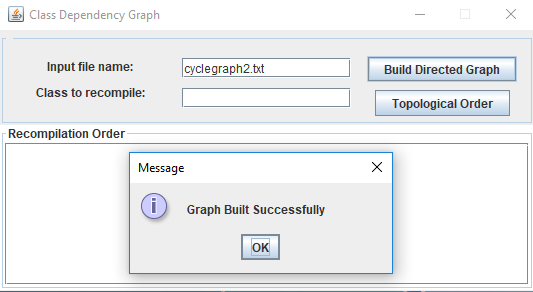 Class Dependency Graph
Input file name:
cyclegraph2.txt
Build Directed Graph
Class to recompile:
Topological Order
Recompilation Order
Message
Graph Built Successfully
OK